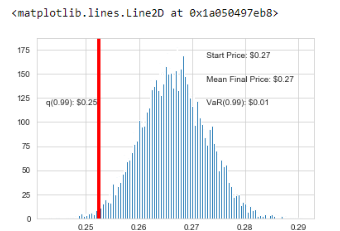 <matplotlib.lines.Line2D at 0x1a050497eb8>
175
Start Price: $0.27
150
Mean Final Price: $0.27
125
q(0.99): $0.25
VaR(0.99): $0.01
100
75
50
25
0
0.25 0.26 0.27 0.28 0.29